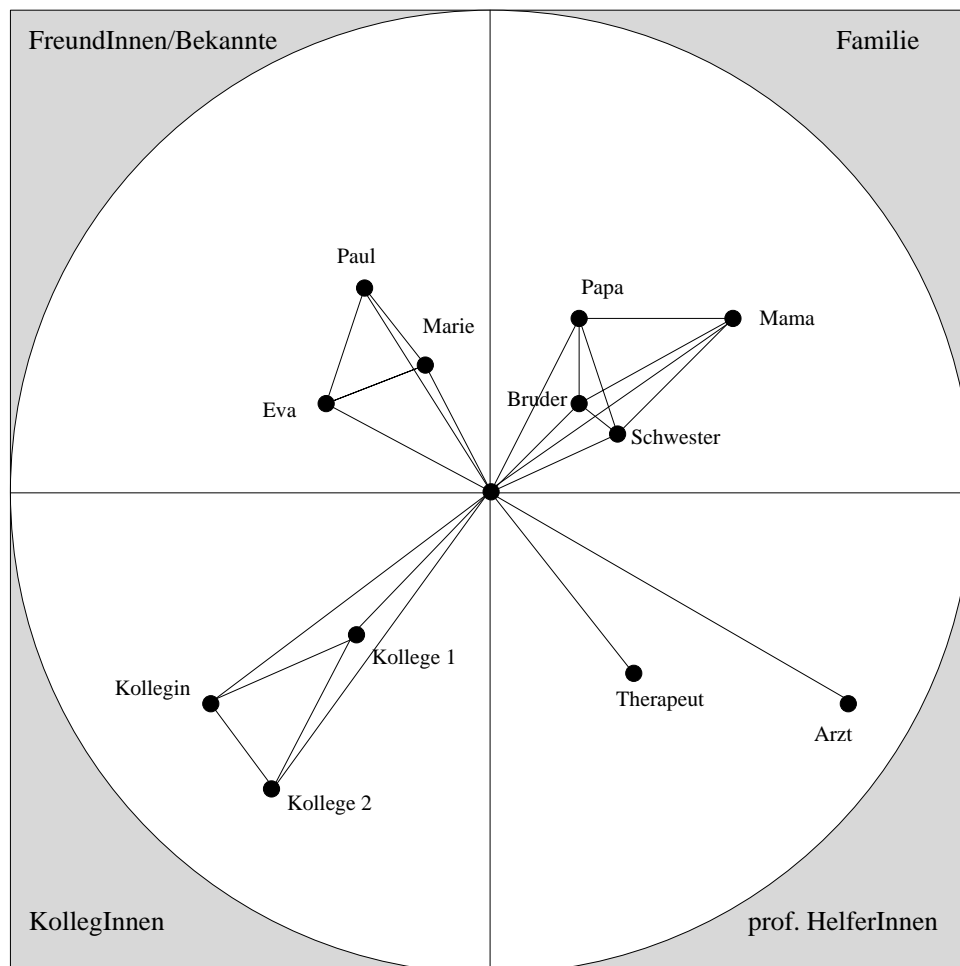 FreundInnen/Bekannte
Familie
Paul
Papa
Marie
Mama
Eva
Bruder
Schwester
Kollege 1
Kollegin
Therapeut
Arzt
Kollege 2
KollegInnen
prof. HelferInnen